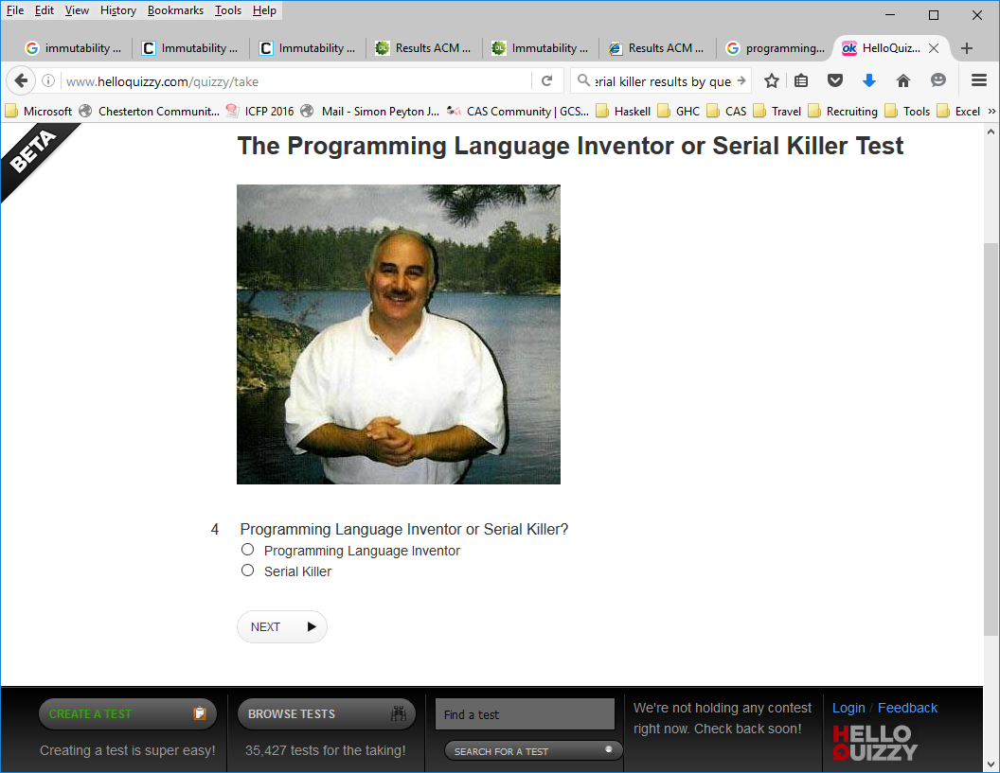 File Edit View History Bookmarks Tools Help
immutability ... Immutability ... Immutability ... Results ACM ... Immutability ... Results ACM ... programming... ok HelloQuiz...
www.helloquizzy.com/quizzy/take erial killer results by que
Microsoft Chesterton Communit... ICFP 2016 Mail - Simon Peyton J... CAS Community | GCS... Haskell GHC CAS Travel Recruiting Tools Excel »
BETA
The Programming Language Inventor or Serial Killer Test
4 Programming Language Inventor or Serial Killer?
Programming Language Inventor
Serial Killer
NEXT
CREATE A TEST BROWSE TESTS Find a test We're not holding any contest Login / Feedback
right now. Check back soon!
Creating a test is super easy! 35,427 tests for the taking! SEARCH FOR A TEST HELLO
QUIZZY